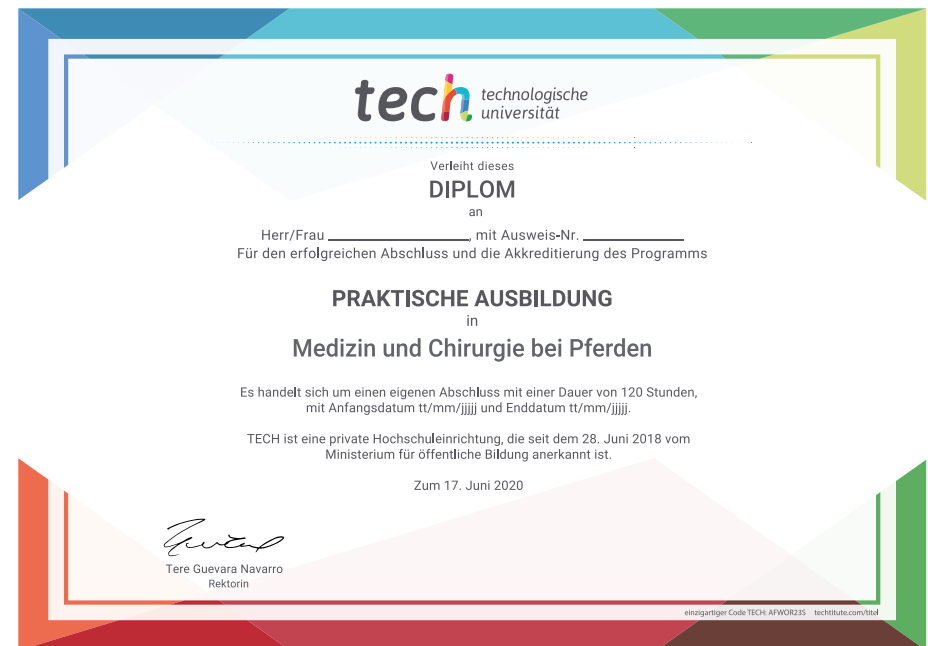 tech technologische
universität
Verleiht dieses
DIPLOM
an
Herr/Frau ____________________, mit Ausweis-Nr. ______________
Für den erfolgreichen Abschluss und die Akkreditierung des Programms
PRAKTISCHE AUSBILDUNG
in
Medizin und Chirurgie bei Pferden
Es handelt sich um einen eigenen Abschluss mit einer Dauer von 120 Stunden,
mit Anfangsdatum tt/mm/jjjjj und Enddatum tt/mm/jjjjj.
TECH ist eine private Hochschuleinrichtung, die seit dem 28. Juni 2018 vom
Ministerium für öffentliche Bildung anerkannt ist.
Zum 17. Juni 2020
Tere Guevara Navarro
Rektorin
einzigartiger Code TECH: AFWOR23S techtitute.com/titel